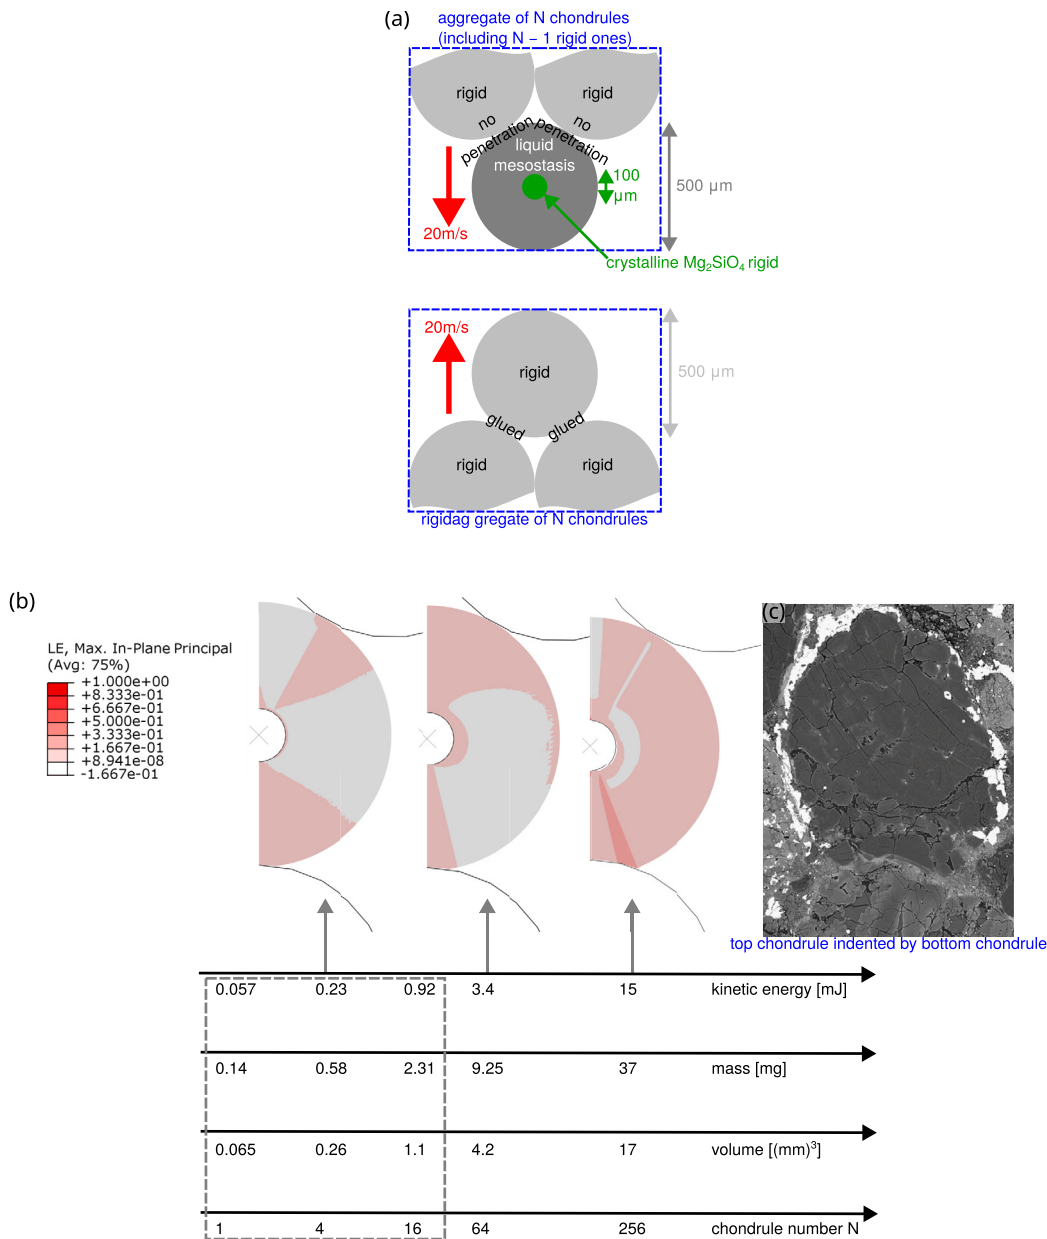 (a)
aggregate of N chondrules
(including N − 1 rigid ones)
rigid
rigid
no
penetration
no
penetration
liquid
mesostasis
100
μm
500 μm
20m/s
crystalline Mg₂SiO₄ rigid
20m/s
rigid
500 μm
glued
glued
rigid
rigid
rigidag gregate of N chondrules
(b)
(c)
LE, Max. In-Plane Principal
(Avg: 75%)
+1.000e+00
+8.333e-01
+6.667e-01
+5.000e-01
+3.333e-01
+1.667e-01
+8.941e-08
-1.667e-01
top chondrule indented by bottom chondrule
0.057 0.23 0.92 3.4 15 kinetic energy [mJ]
0.14 0.58 2.31 9.25 37 mass [mg]
0.065 0.26 1.1 4.2 17 volume [(mm)³]
1 4 16 64 256 chondrule number N